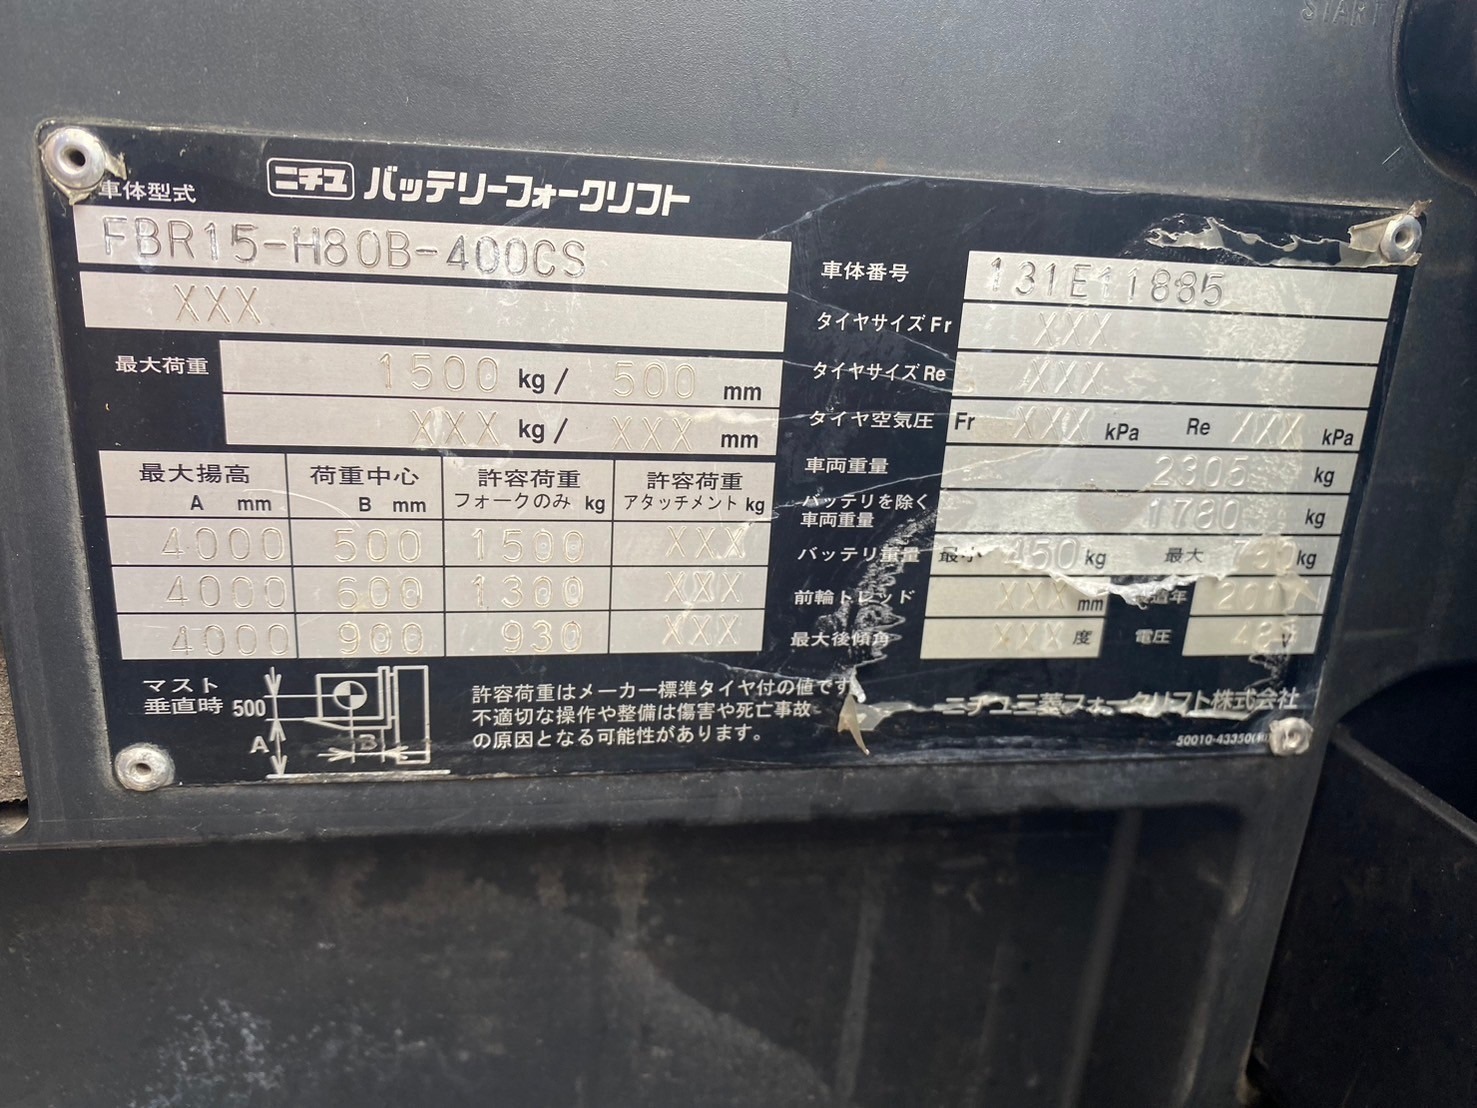 START
ニチユ バッテリーフォークリフト
車体型式
FBR15-H80B-400CS
XXX
最大荷重 1500 kg/ 500 mm
XXX kg/ XXX mm
最大揚高 A mm 荷重中心 B mm 許容荷重 フォークのみ kg 許容荷重 アタッチメント kg
4000 500 1500 XXX
4000 600 1300 XXX
4000 900 930 XXX
マスト
垂直時 500
A
B
許容荷重はメーカー標準タイヤ付の値です
不適切な操作や整備は傷害や死亡事故
の原因となる可能性があります。
車体番号 131E11885
タイヤサイズ Fr XXX
タイヤサイズ Re XXX
タイヤ空気圧 Fr XXX kPa Re XXX kPa
車両重量 2305 kg
バッテリを除く
車両重量 1780 kg
バッテリ重量 最小 450 kg 最大 kg
前輪トレッド XXX mm
最大後傾角 XXX 度 電圧 48 V
ニチユ三菱フォークリフト株式会社
50010-43350